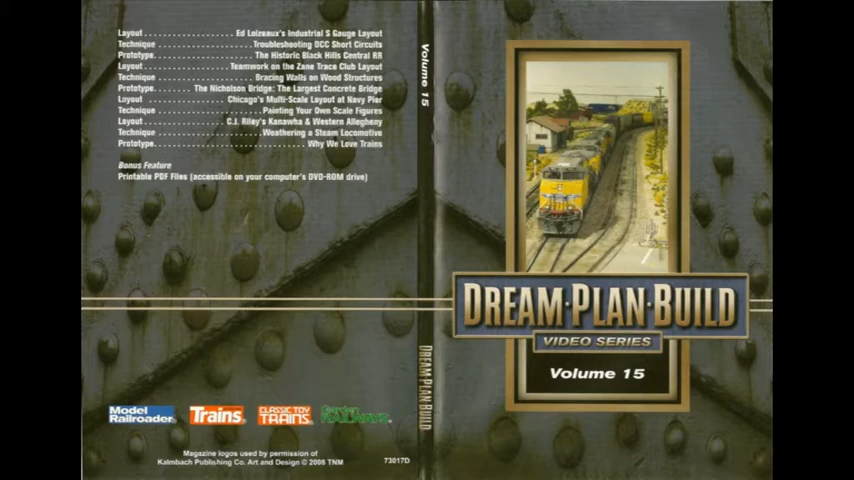 Layout . . . . . . . . . . . . . . . . . Ed Loizeaux's Industrial S Gauge Layout
Technique . . . . . . . . . . . . . . . . . Troubleshooting DCC Short Circuits
Prototype . . . . . . . . . . . . . . . . . The Historic Black Hills Central RR
Layout . . . . . . . . . . . . . . . . . Teamwork on the Zane Trace Club Layout
Technique . . . . . . . . . . . . . . . . . Bracing Walls on Wood Structures
Prototype . . . . . . . The Nicholson Bridge: The Largest Concrete Bridge
Layout . . . . . . . . . . . . . . . . . Chicago's Multi-Scale Layout at Navy Pier
Technique . . . . . . . . . . . . . . . . . Painting Your Own Scale Figures
Layout . . . . . . . . . . . . . . . C.J. Riley's Kanawha & Western Allegheny
Technique . . . . . . . . . . . . . . . . . Weathering a Steam Locomotive
Prototype . . . . . . . . . . . . . . . . . . . . . . . . . Why We Love Trains
Bonus Feature
Printable PDF Files (accessible on your computer's DVD-ROM drive)
Model Railroader
Trains
CLASSIC TOY TRAINS
Garden RAILWAYS
Magazine logos used by permission of
Kalmbach Publishing Co. Art and Design © 2008 TNM
73017D
Volume 15
DREAM·PLAN·BUILD
DREAM·PLAN·BUILD
VIDEO SERIES
Volume 15